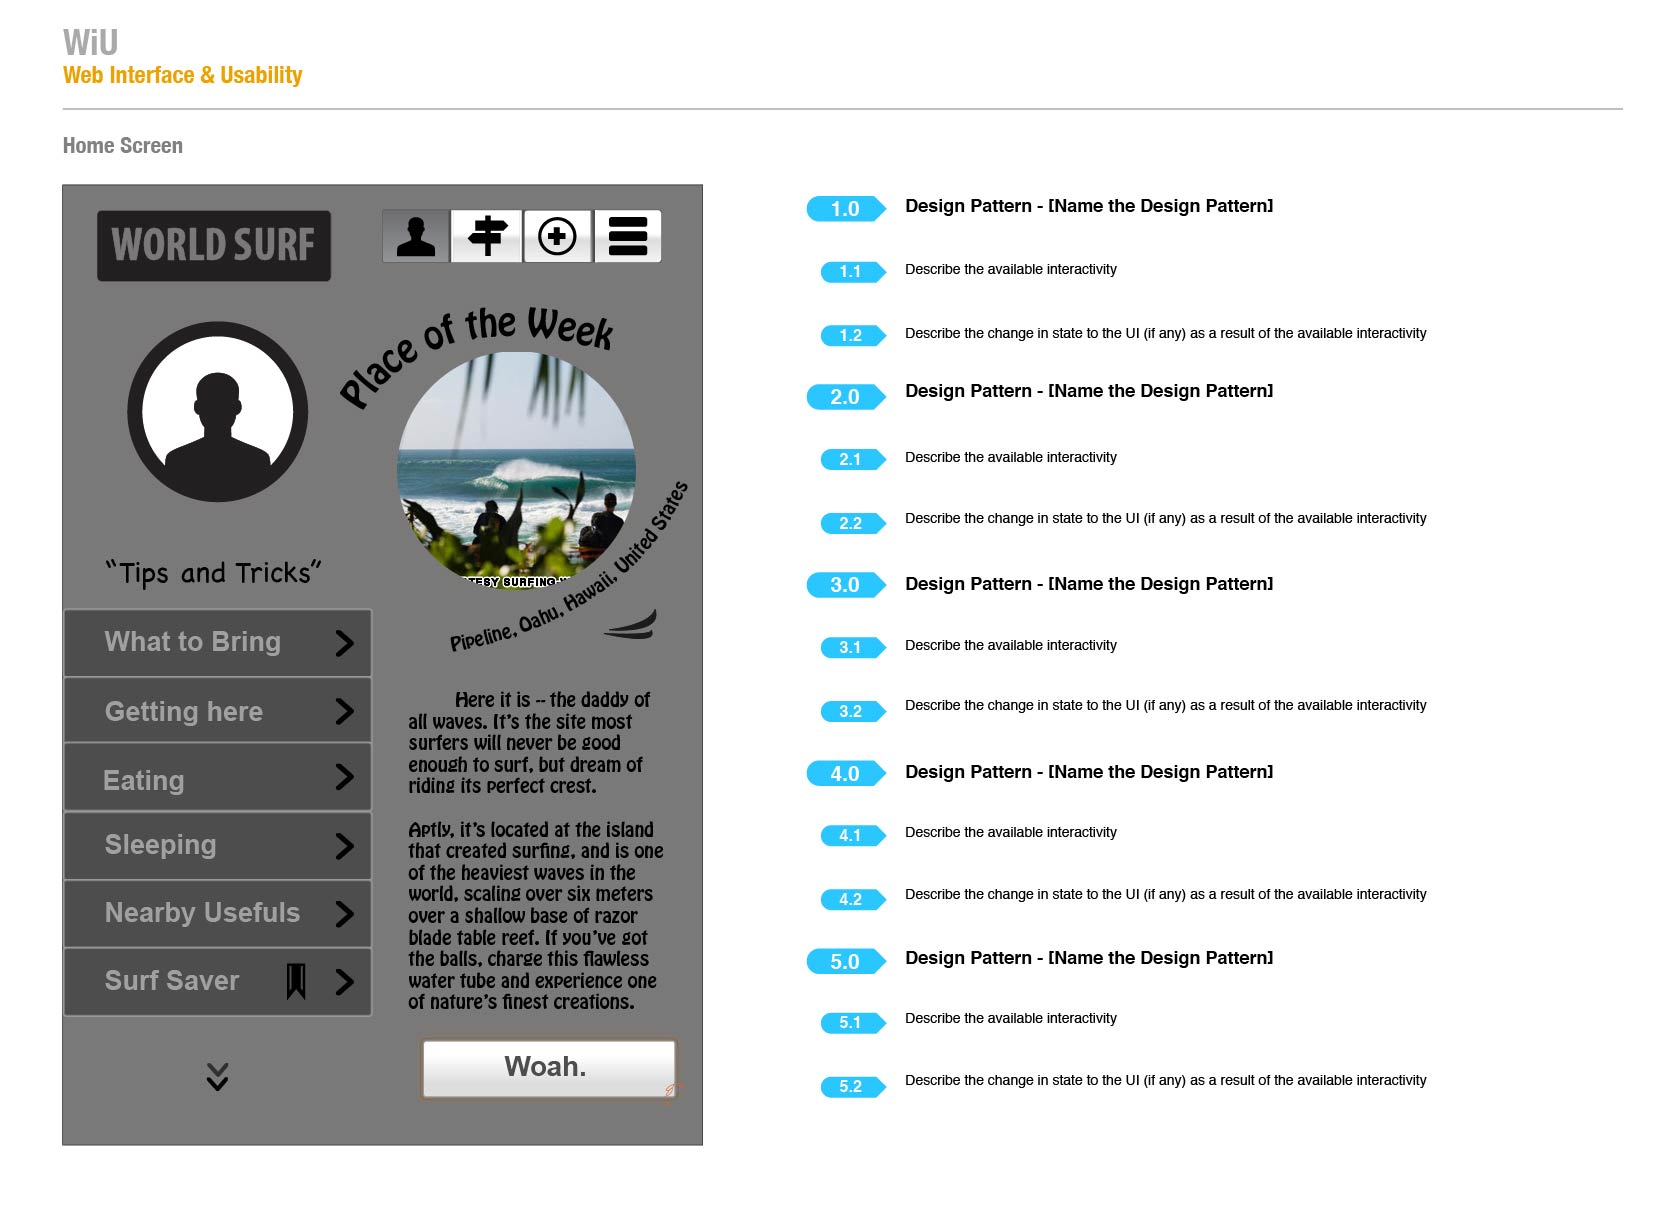 WiU
Web Interface & Usability
Home Screen
WORLD SURF
Place of the Week
TESY SURFING
Pipeline, Oahu, Hawaii, United States
“Tips and Tricks”
What to Bring
Getting here
Eating
Sleeping
Nearby Usefuls
Surf Saver
Here it is -- the daddy of
all waves. It’s the site most
surfers will never be good
enough to surf, but dream of
riding its perfect crest.
Aptly, it’s located at the island
that created surfing, and is one
of the heaviest waves in the
world, scaling over six meters
over a shallow base of razor
blade table reef. If you’ve got
the balls, charge this flawless
water tube and experience one
of nature’s finest creations.
Woah.
1.0 Design Pattern - [Name the Design Pattern]
1.1 Describe the available interactivity
1.2 Describe the change in state to the UI (if any) as a result of the available interactivity
2.0 Design Pattern - [Name the Design Pattern]
2.1 Describe the available interactivity
2.2 Describe the change in state to the UI (if any) as a result of the available interactivity
3.0 Design Pattern - [Name the Design Pattern]
3.1 Describe the available interactivity
3.2 Describe the change in state to the UI (if any) as a result of the available interactivity
4.0 Design Pattern - [Name the Design Pattern]
4.1 Describe the available interactivity
4.2 Describe the change in state to the UI (if any) as a result of the available interactivity
5.0 Design Pattern - [Name the Design Pattern]
5.1 Describe the available interactivity
5.2 Describe the change in state to the UI (if any) as a result of the available interactivity